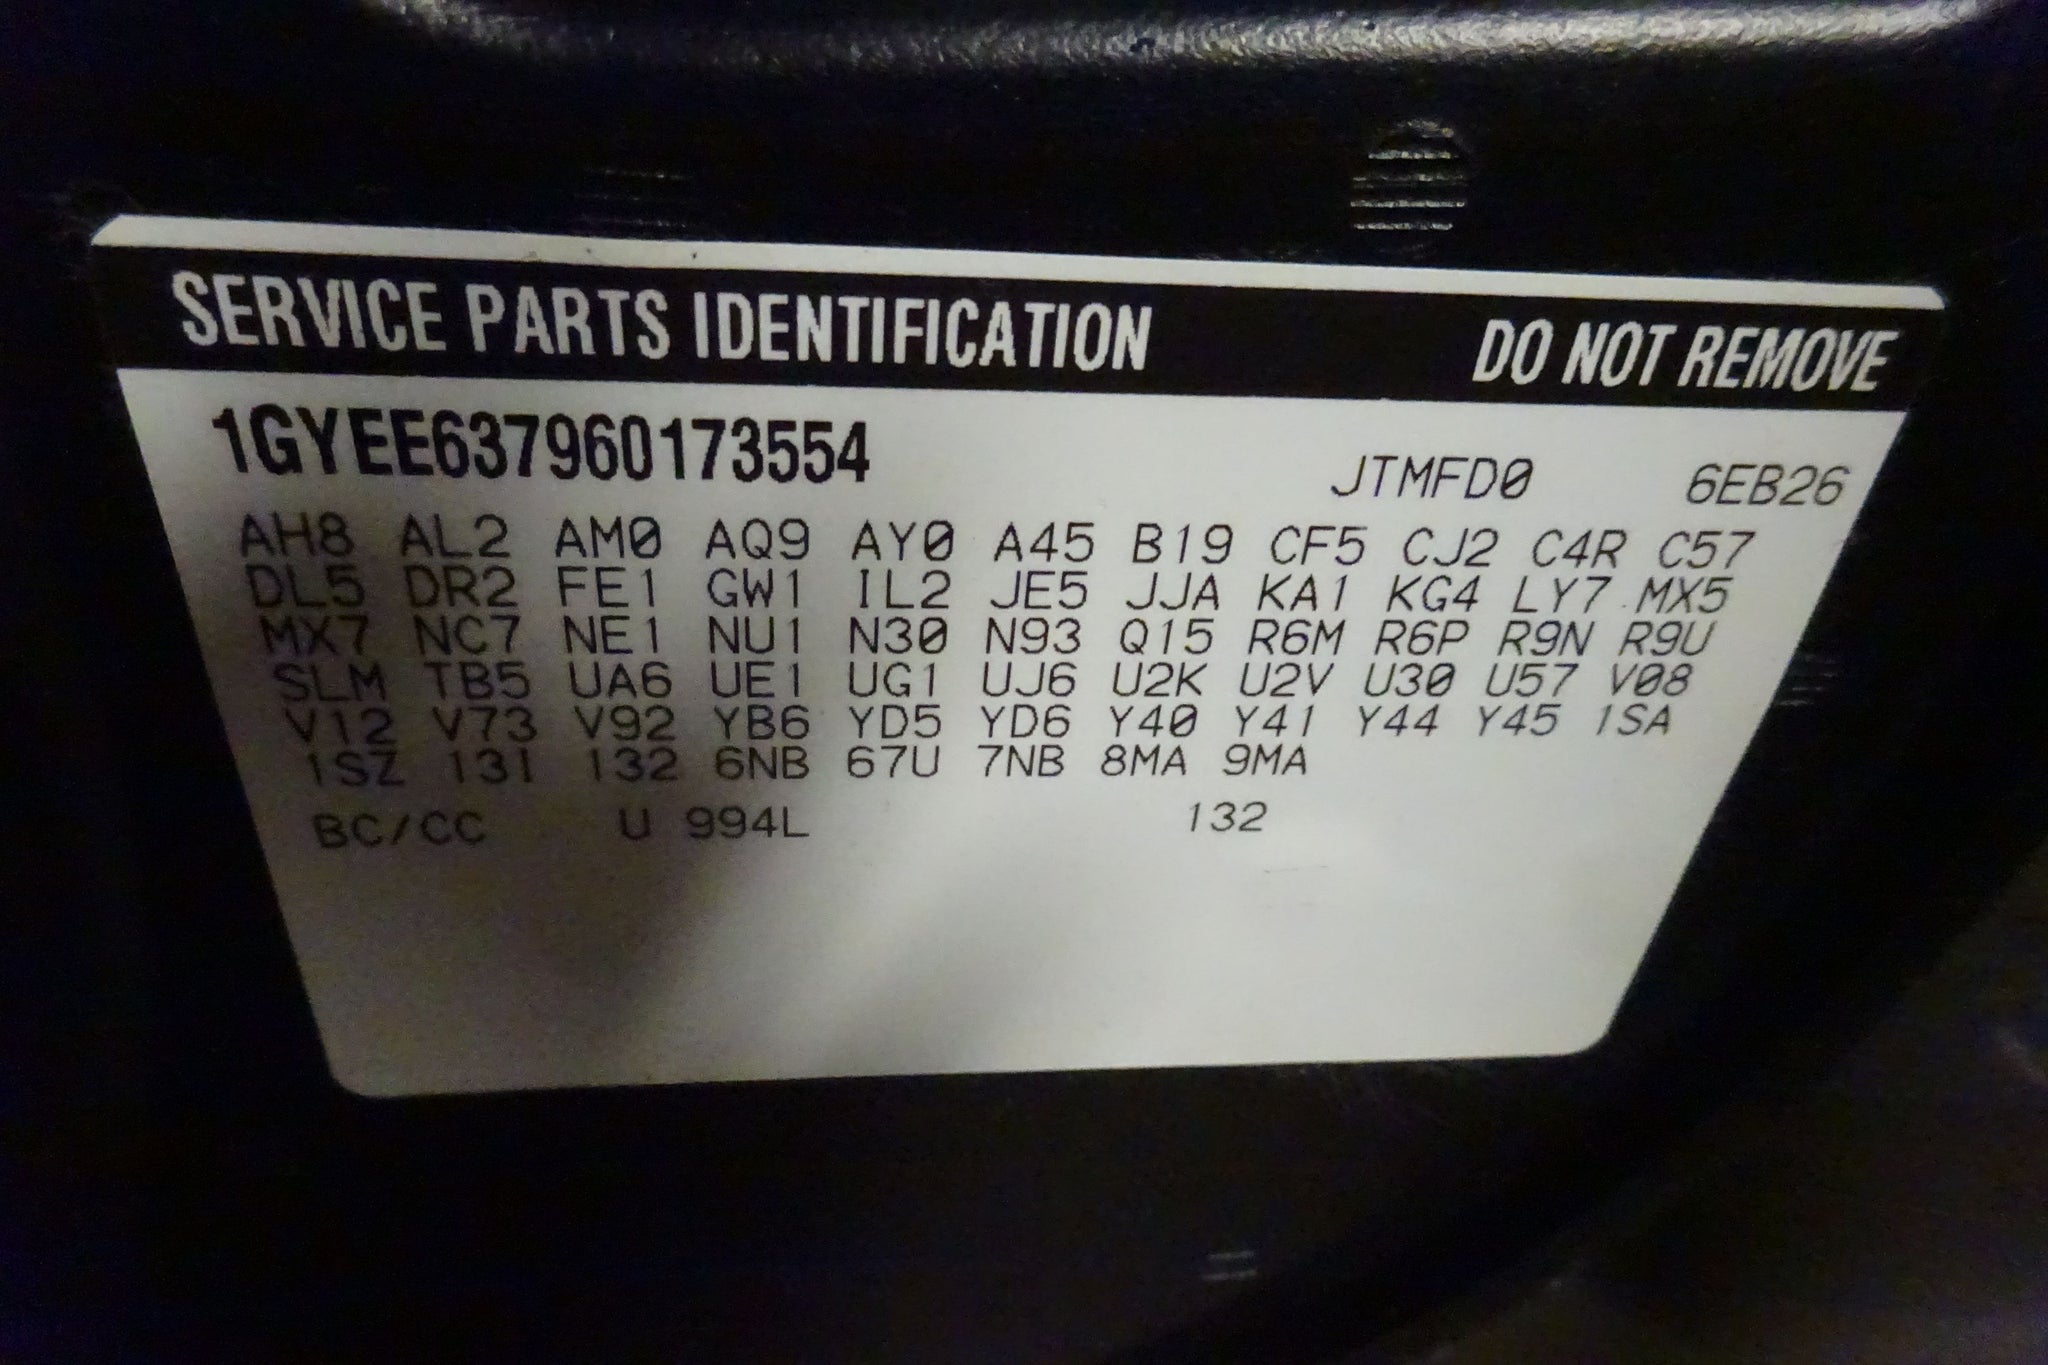 SERVICE PARTS IDENTIFICATION DO NOT REMOVE
1GYEE637960173554 JTMFD0 6EB26
AH8 AL2 AM0 AQ9 AY0 A45 B19 CF5 CJ2 C4R C57
DL5 DR2 FE1 GW1 IL2 JE5 JJA KA1 KG4 LY7 MX5
MX7 NC7 NE1 NU1 N30 N93 Q15 R6M R6P R9N R9U
SLM TB5 UA6 UE1 UG1 UJ6 U2K U2V U30 U57 V08
V12 V73 V92 YB6 YD5 YD6 Y40 Y41 Y44 Y45 1SA
1SZ 131 132 6NB 67U 7NB 8MA 9MA
BC/CC U 994L 132